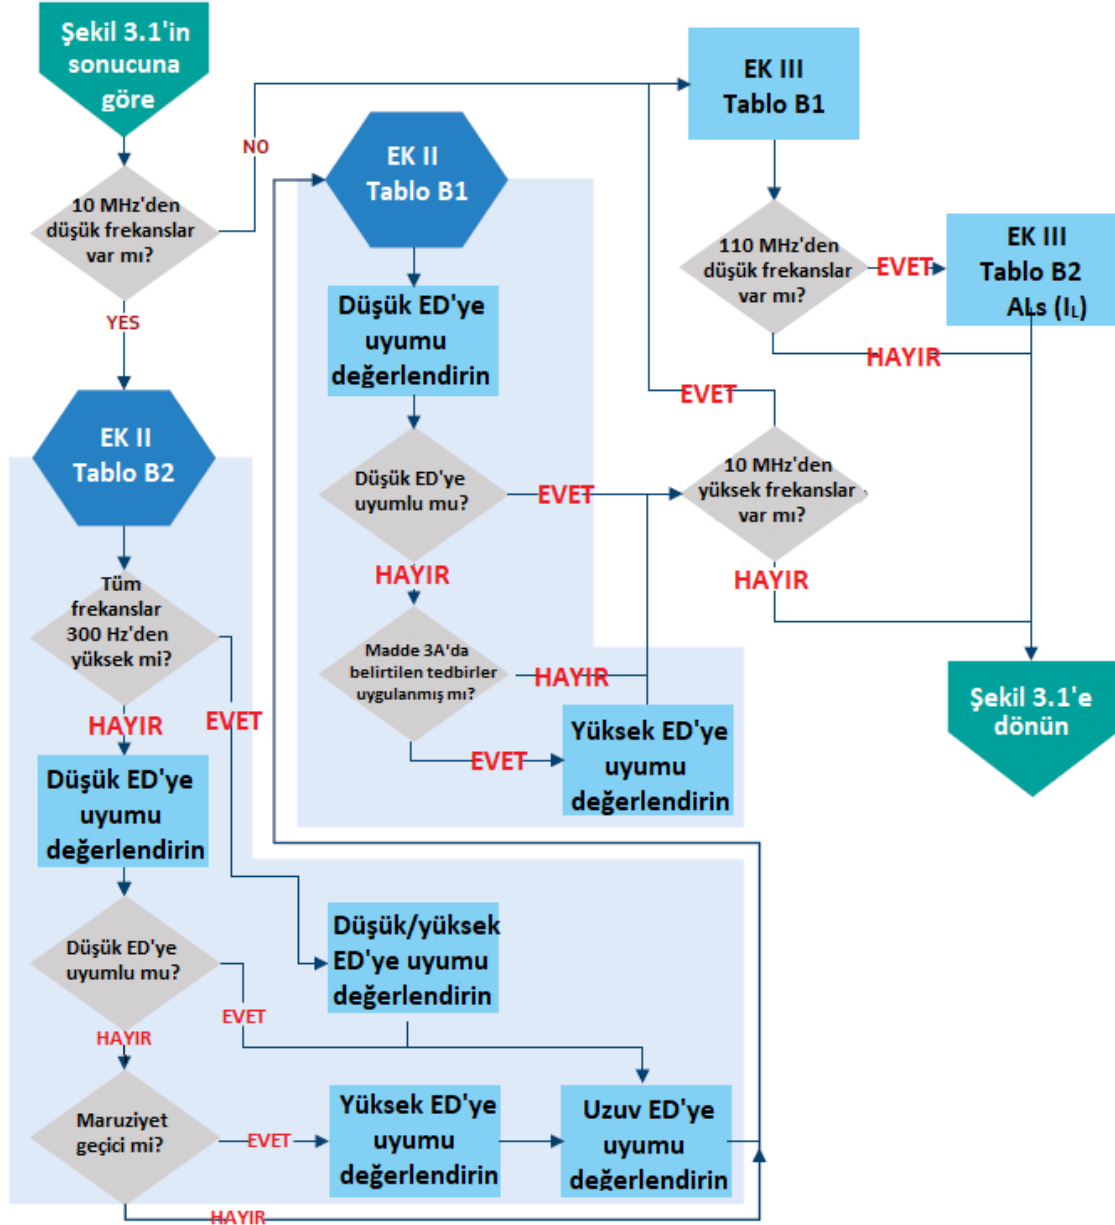 Şekil 3.1'in
sonucuna
göre
NO
10 MHz'den
düşük frekanslar
var mı?
YES
EK II
Tablo B2
Tüm
frekanslar
300 Hz'den
yüksek mi?
HAYIR
EVET
Düşük ED'ye
uyumu
değerlendirin
Düşük ED'ye
uyumlu mu?
EVET
HAYIR
Maruziyet
geçici mi?
EVET
HAYIR
Düşük/yüksek
ED'ye uyumu
değerlendirin
Yüksek ED'ye
uyumu
değerlendirin
Uzuv ED'ye
uyumu
değerlendirin
EK II
Tablo B1
Düşük ED'ye
uyumu
değerlendirin
Düşük ED'ye
uyumlu mu?
EVET
HAYIR
Madde 3A'da
belirtilen tedbirler
uygulanmış mı?
HAYIR
EVET
Yüksek ED'ye
uyumu
değerlendirin
EK III
Tablo B1
110 MHz'den
düşük frekanslar
var mı?
EVET
HAYIR
EK III
Tablo B2
ALs (IL)
EVET
10 MHz'den
yüksek frekanslar
var mı?
HAYIR
Şekil 3.1'e
dönün